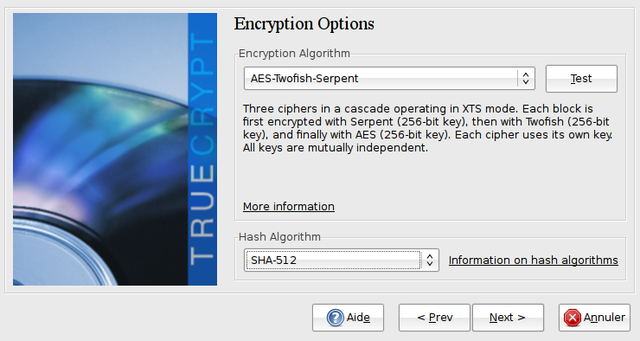 Encryption Options
Encryption Algorithm
AES-Twofish-Serpent
Test
Three ciphers in a cascade operating in XTS mode. Each block is
first encrypted with Serpent (256-bit key), then with Twofish (256-bit
key), and finally with AES (256-bit key). Each cipher uses its own key.
All keys are mutually independent.
More information
Hash Algorithm
SHA-512
Information on hash algorithms
TRUECRYPT
Aide
< Prev
Next >
Annuler